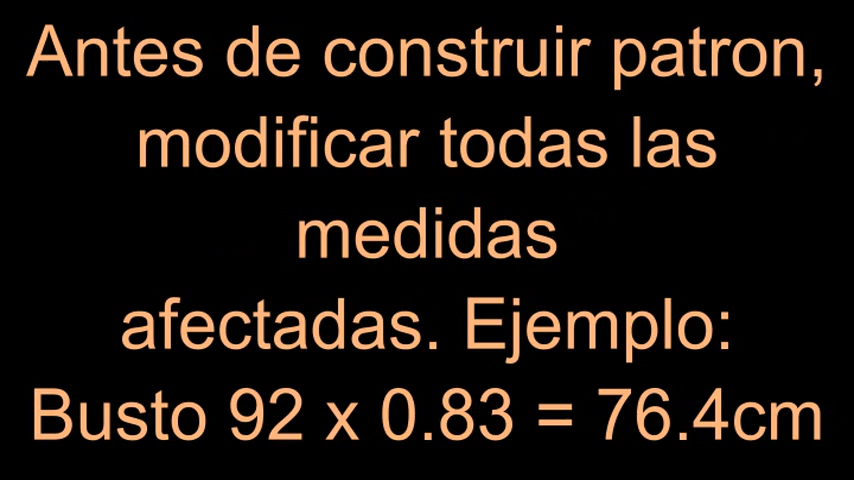 Antes de construir patron,
modificar todas las
medidas
afectadas. Ejemplo:
Busto 92 x 0.83 = 76.4cm